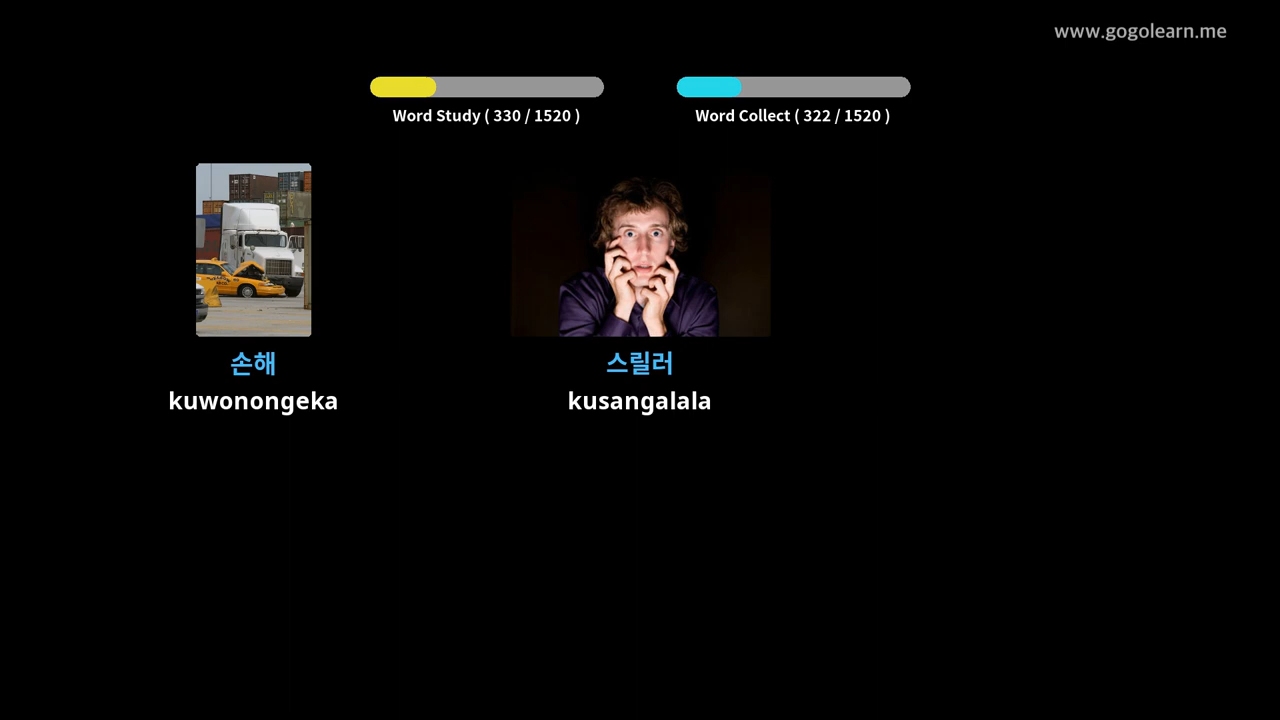 www.gogolearn.me
Word Study ( 330 / 1520 )
Word Collect ( 322 / 1520 )
손해
kuwonongeka
스릴러
kusangalala